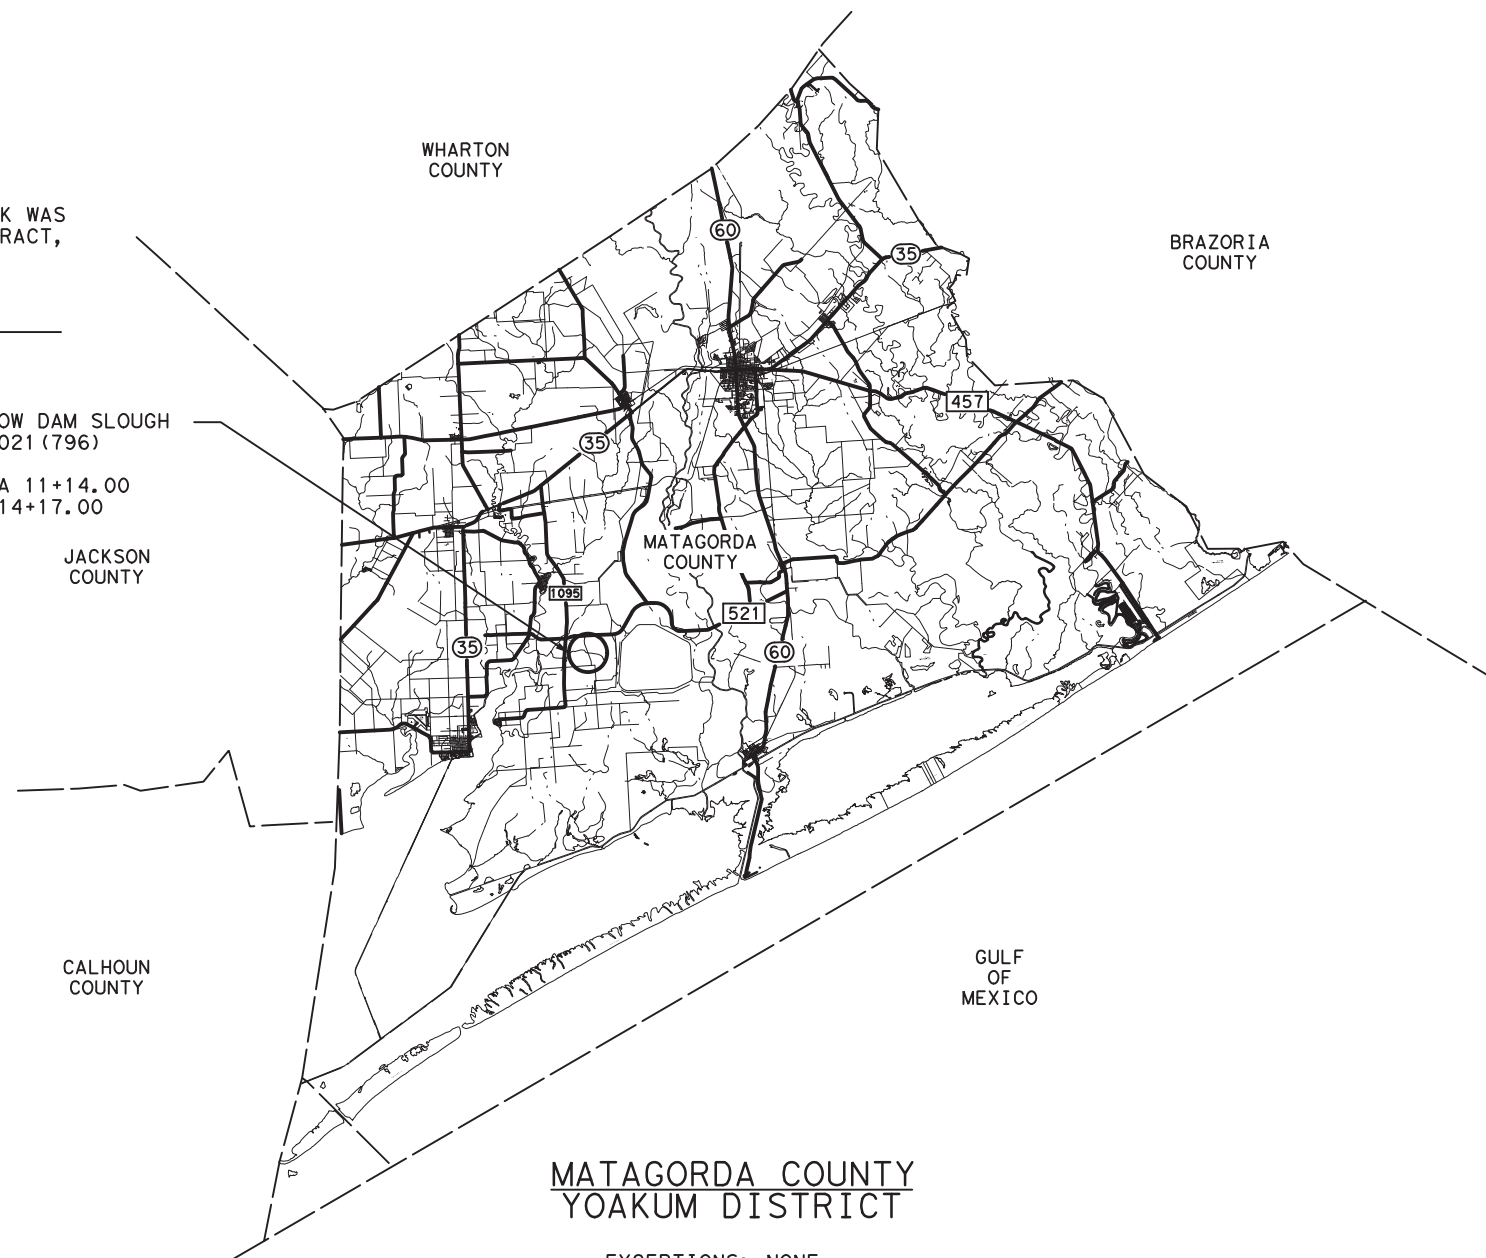 WHARTON
COUNTY
K WAS
RACT,
60
35
BRAZORIA
COUNTY
457
OW DAM SLOUGH
021(796)
35
A 11+14.00
14+17.00
JACKSON
COUNTY
MATAGORDA
COUNTY
1095
521
35
60
CALHOUN
COUNTY
GULF
OF
MEXICO
MATAGORDA COUNTY
YOAKUM DISTRICT
EXCEPTIONS: NONE